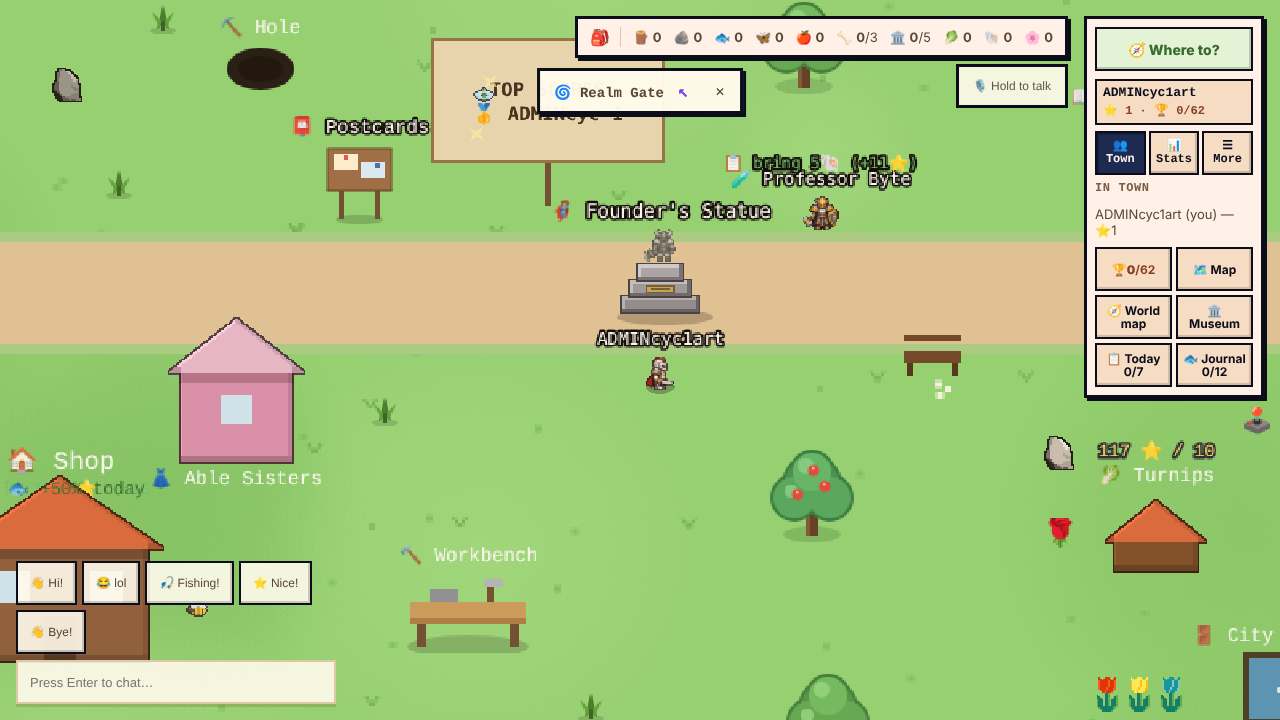 Hole
0 0 0 0 0 0/3 0/5 0 0 0
Where to?
TOP
ADMINcyc 1
Realm Gate ×
Hold to talk
ADMINcyc1art
1 · 0/62
Postcards
Town Stats More
bring 5 (+11)
Professor Byte
IN TOWN
ADMINcyc1art (you) —
1
Founder's Statue
0/62 Map
World map
Museum
ADMINcyc1art
Today 0/7
Journal 0/12
117 / 10
Turnips
Shop
+50% today
Able Sisters
Workbench
Hi! lol Fishing! Nice!
Bye!
City
Press Enter to chat…